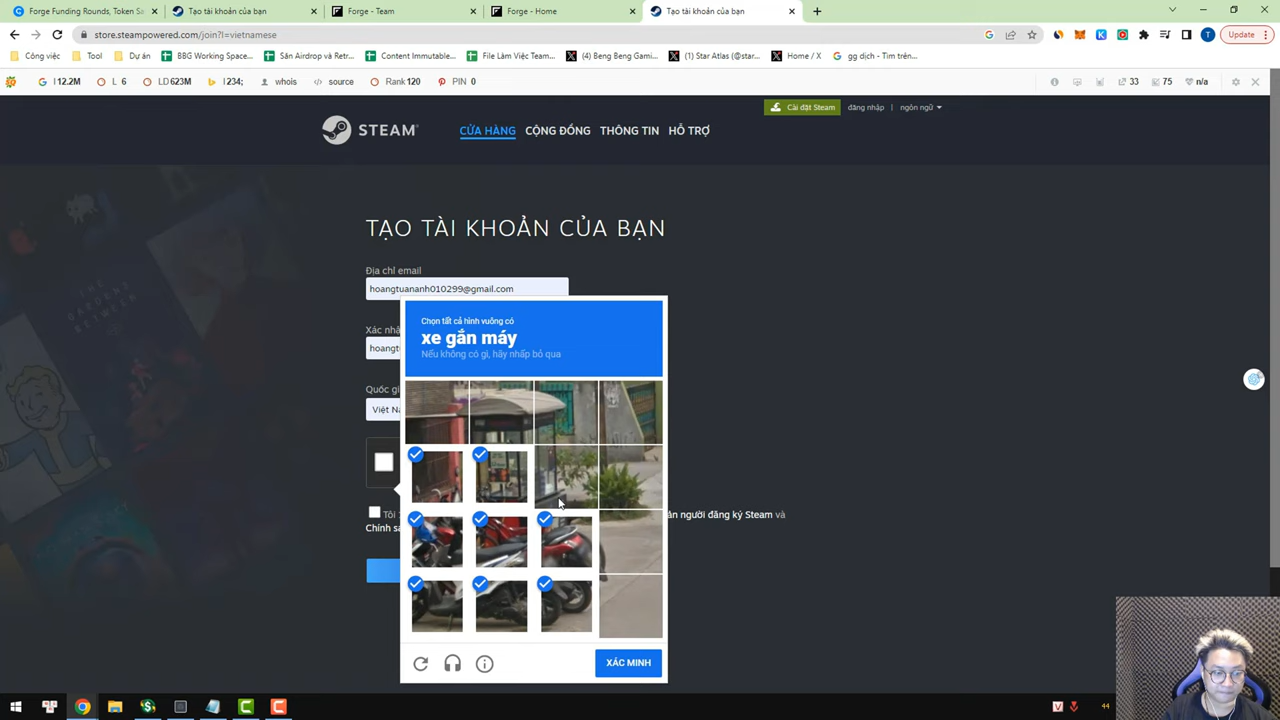 Forge Funding Rounds, Token Sa
Tạo tài khoản của bạn
Forge - Team
Forge - Home
Tạo tài khoản của bạn
store.steampowered.com/join?l=vietnamese
Update
Công việc
Tool
Dự án
BBG Working Space...
Săn Airdrop và Retr...
Content Immutable...
File Làm Việc Team...
(4) Beng Beng Gami...
(1) Star Atlas (@star...
Home / X
gg dịch - Tìm trên...
I 12.2M
L 6
LD 623M
I 234;
whois
source
Rank 120
PIN 0
33
75
n/a
Cài đặt Steam
đăng nhập
ngôn ngữ
STEAM
CỬA HÀNG
CỘNG ĐỒNG
THÔNG TIN
HỖ TRỢ
TẠO TÀI KHOẢN CỦA BẠN
Địa chỉ email
hoangtuananh010299@gmail.com
Chọn tất cả hình vuông có
xe gắn máy
Nếu không có gì, hãy nhấp bỏ qua
Xác nhậ
hoangt
Quốc gi
Việt Na
Tôi
ản người đăng ký Steam và
Chính sá
XÁC MINH
44